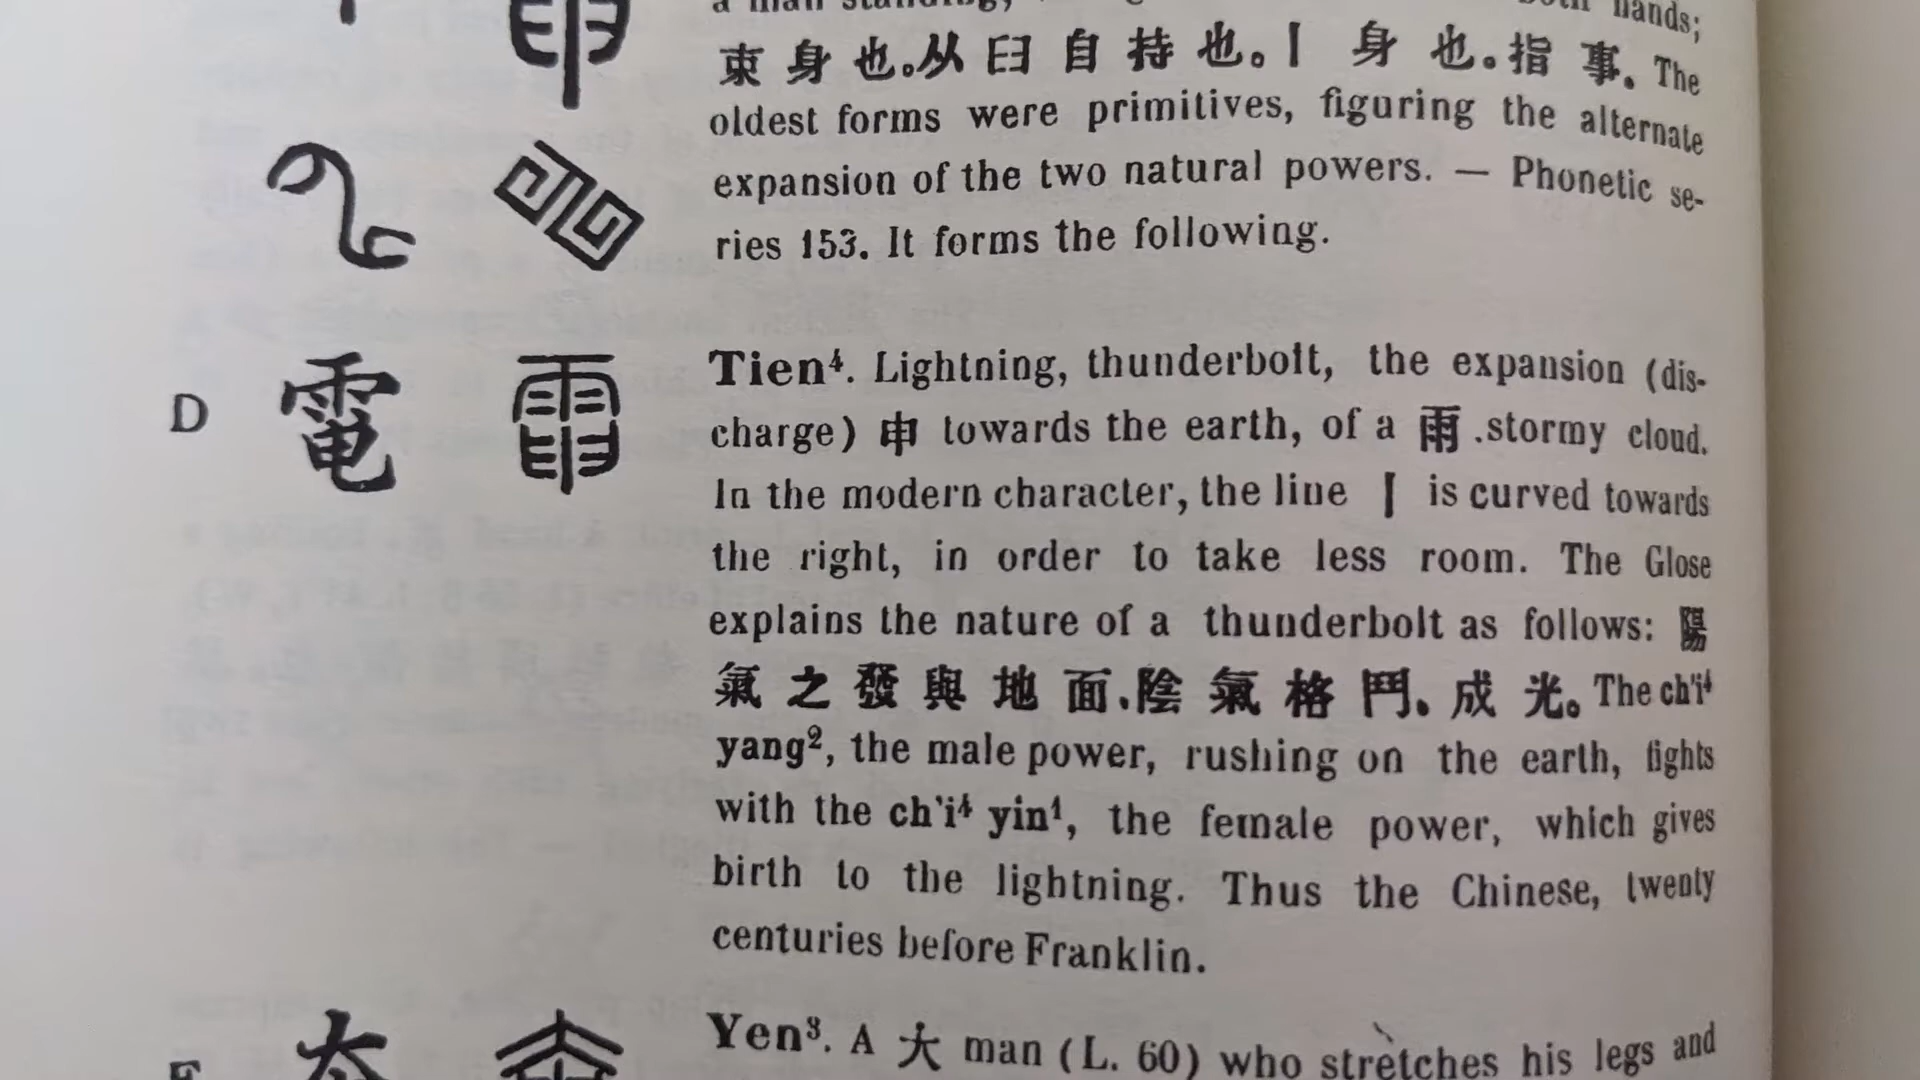 a man standing, both hands;
束身也。从𦥑自持也。丨身也。指事。The
oldest forms were primitives, figuring the alternate
expansion of the two natural powers. — Phonetic se-
ries 153. It forms the following.
D 電 Tien⁴. Lightning, thunderbolt, the expansion (dis-
charge) 申 towards the earth, of a 雨 .stormy cloud.
In the modern character, the line 丨 is curved towards
the right, in order to take less room. The Glose
explains the nature of a thunderbolt as follows: 陽
氣之發與地面、陰氣格鬥。成光。The ch'i⁴
yang², the male power, rushing on the earth, fights
with the ch'i⁴ yin¹, the female power, which gives
birth to the lightning. Thus the Chinese, twenty
centuries before Franklin.
Yen³. A 大 man (L. 60) who stretches his legs and